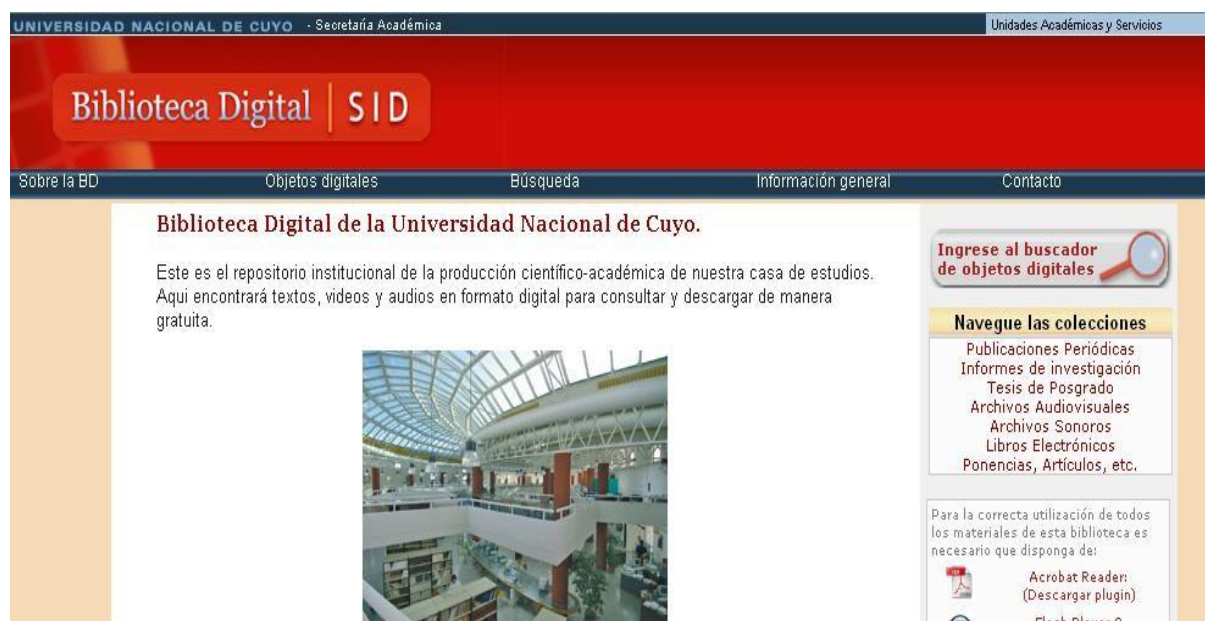 UNIVERSIDAD NACIONAL DE CUYO - Secretaría Académica
Unidades Académicas y Servicios
Biblioteca Digital | SID
Sobre la BD
Objetos digitales
Búsqueda
Información general
Contacto
Biblioteca Digital de la Universidad Nacional de Cuyo.
Este es el repositorio institucional de la producción científico-académica de nuestra casa de estudios.
Aqui encontrará textos, videos y audios en formato digital para consultar y descargar de manera
gratuita.
Ingrese al buscador
de objetos digitales
Navegue las colecciones
Publicaciones Periódicas
Informes de investigación
Tesis de Posgrado
Archivos Audiovisuales
Archivos Sonoros
Libros Electrónicos
Ponencias, Artículos, etc.
Para la correcta utilización de todos
los materiales de esta biblioteca es
necesario que disponga de:
Acrobat Reader:
(Descargar plugin)
Flash Player